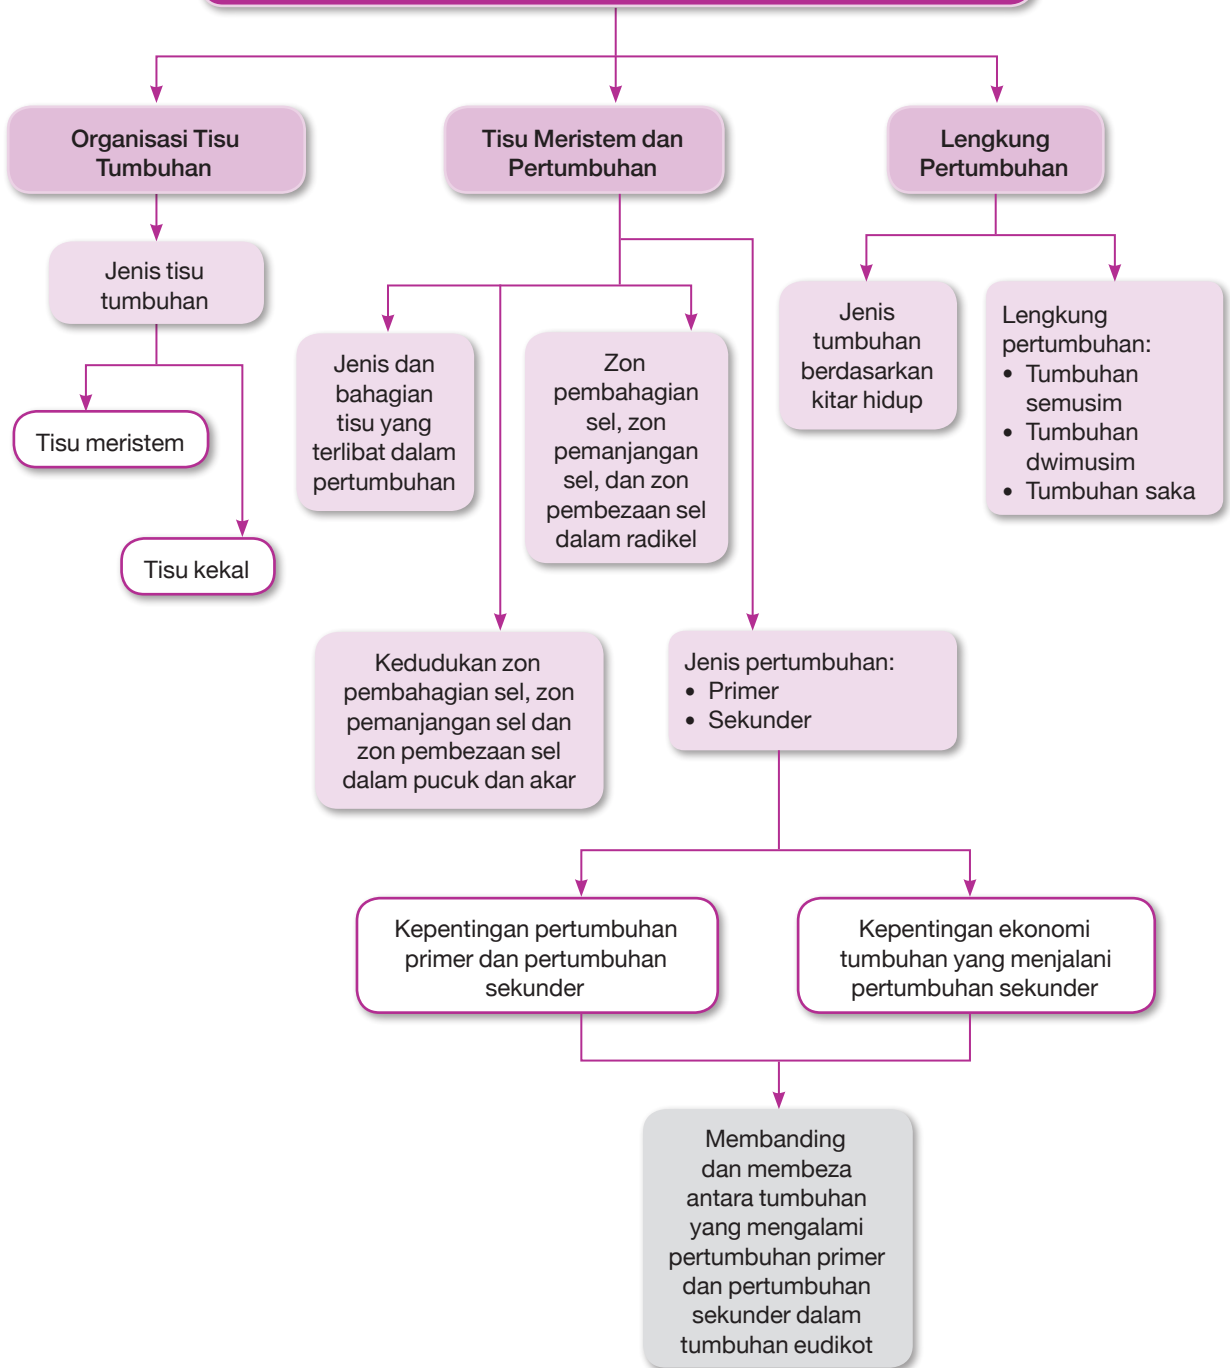 Organisasi Tisu
Tumbuhan
Tisu Meristem dan
Pertumbuhan
Lengkung
Pertumbuhan
Jenis tisu
tumbuhan
Tisu meristem
Tisu kekal
Jenis dan
bahagian
tisu yang
terlibat dalam
pertumbuhan
Zon
pembahagian
sel, zon
pemanjangan
sel, dan zon
pembezaan sel
dalam radikel
Jenis
tumbuhan
berdasarkan
kitar hidup
Lengkung
pertumbuhan:
• Tumbuhan
semusim
• Tumbuhan
dwimusim
• Tumbuhan saka
Kedudukan zon
pembahagian sel, zon
pemanjangan sel dan
zon pembezaan sel
dalam pucuk dan akar
Jenis pertumbuhan:
• Primer
• Sekunder
Kepentingan pertumbuhan
primer dan pertumbuhan
sekunder
Kepentingan ekonomi
tumbuhan yang menjalani
pertumbuhan sekunder
Membanding
dan membeza
antara tumbuhan
yang mengalami
pertumbuhan primer
dan pertumbuhan
sekunder dalam
tumbuhan eudikot